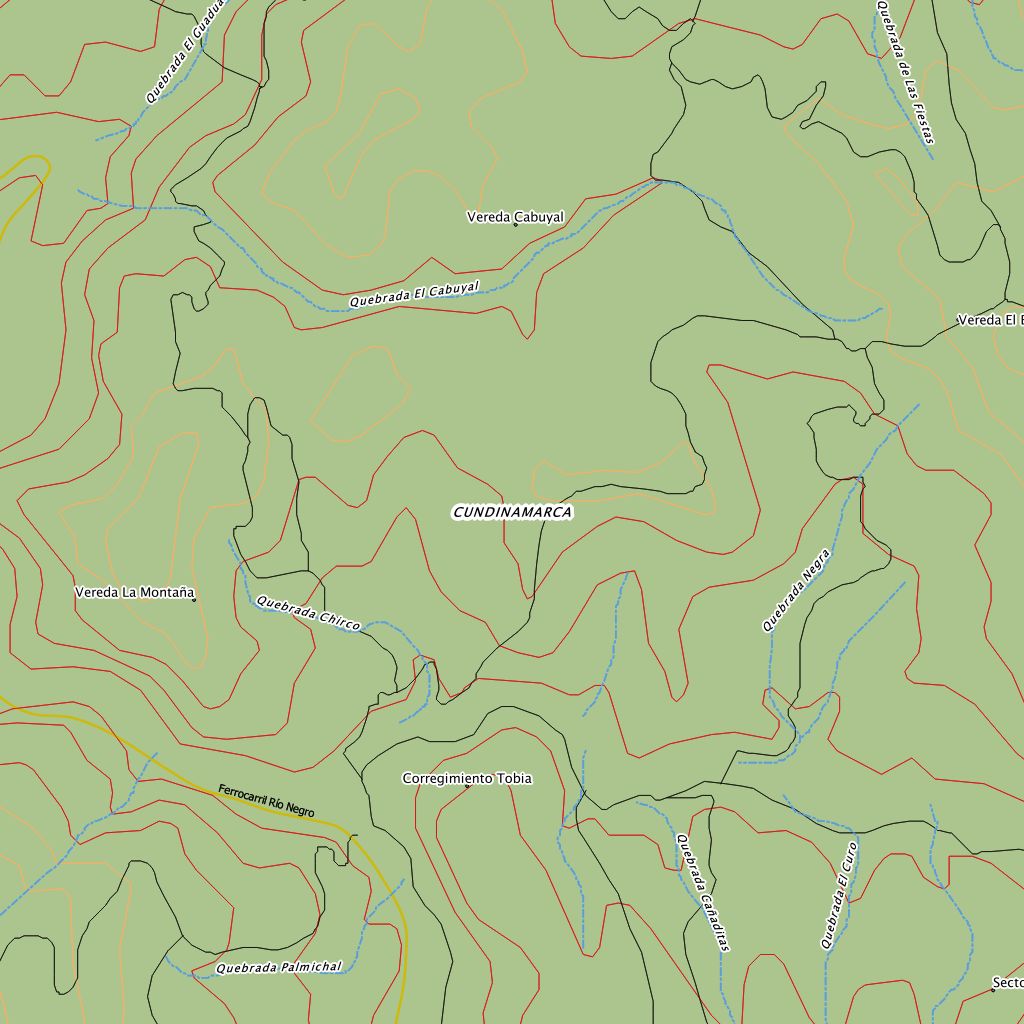 Quebrada El Guadua
Quebrada de Las Fiestas
Vereda Cabuyal
Quebrada El Cabuyal
Vereda El
CUNDINAMARCA
Vereda La Montaña
Quebrada Negra
Quebrada Chirco
Corregimiento Tobia
Ferrocarril Río Negro
Quebrada Cañaditas
Quebrada El Curo
Quebrada Palmichal
Secto